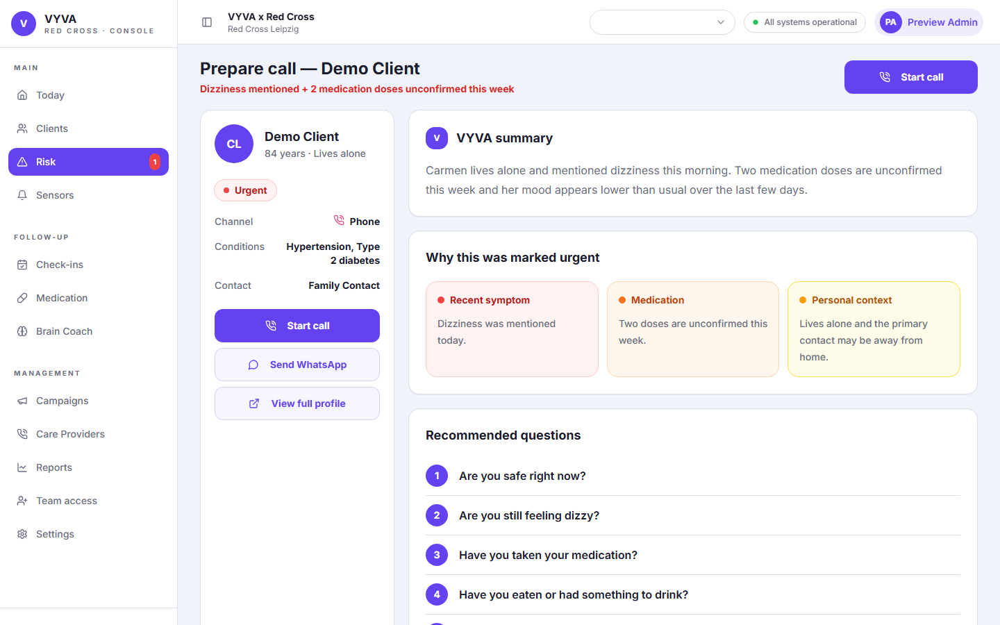 V
VYVA
RED CROSS · CONSOLE
MAIN
Today
Clients
Risk
1
Sensors
FOLLOW-UP
Check-ins
Medication
Brain Coach
MANAGEMENT
Campaigns
Care Providers
Reports
Team access
Settings
VYVA x Red Cross
Red Cross Leipzig
All systems operational
PA
Preview Admin
Prepare call — Demo Client
Dizziness mentioned + 2 medication doses unconfirmed this week
Start call
CL
Demo Client
84 years · Lives alone
Urgent
Channel
Phone
Conditions
Hypertension, Type
2 diabetes
Contact
Family Contact
Start call
Send WhatsApp
View full profile
V
VYVA summary
Carmen lives alone and mentioned dizziness this morning. Two medication doses are unconfirmed
this week and her mood appears lower than usual over the last few days.
Why this was marked urgent
Recent symptom
Dizziness was mentioned
today.
Medication
Two doses are unconfirmed this
week.
Personal context
Lives alone and the primary
contact may be away from
home.
Recommended questions
1
Are you safe right now?
2
Are you still feeling dizzy?
3
Have you taken your medication?
4
Have you eaten or had something to drink?